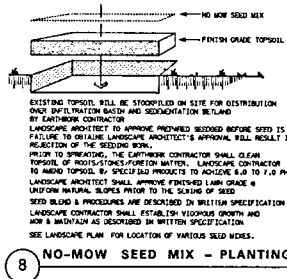 NO MOW SEED MIX
FINISH GRADE TOPSOIL
EXISTING TOPSOIL WILL BE STOCKPILED ON SITE FOR DISTRIBUTION
OVER INFILTRATION BASIN AND SEDIMENTATION WETLAND
BY EARTHWORK CONTRACTOR
LANDSCAPE ARCHITECT TO APPROVE PREPARED SEEDBED BEFORE SEED IS
FAILURE TO OBTAINE LANDSCAPE ARCHITECT'S APPROVAL WILL RESULT I
REJECTION OF THE SEEDING WORK.
PRIOR TO SPREADING, THE EARTHWORK CONTRACTOR SHALL CLEAN
TOPSOIL OF ROOTS/STONES/FOREIGN MATTER. LANDSCAPE CONTRACTOR
TO AMEND TOPSOIL W/ SPECIFIED PRODUCTS TO ACHIEVE 6.0 TO 7.0 PH
LANDSCAPE ARCHITECT SHALL APPROVE FINISHED LAWN GRADE &
UNIFORM NATURAL SLOPES PRIOR TO THE SOWING OF SEED
SEED BLEND & PROCEDURES ARE DESCRIBED IN WRITTEN SPECIFICATION
LANDSCAPE CONTRACTOR SHALL ESTABLISH VIGOROUS GROWTH AND
MOW & MAINTAIN AS DESCRIBED IN WRITTEN SPECIFICATION.
SEE LANDSCAPE PLAN FOR LOCATION OF VARIOUS SEED MIXES.
8 NO-MOW SEED MIX - PLANTING